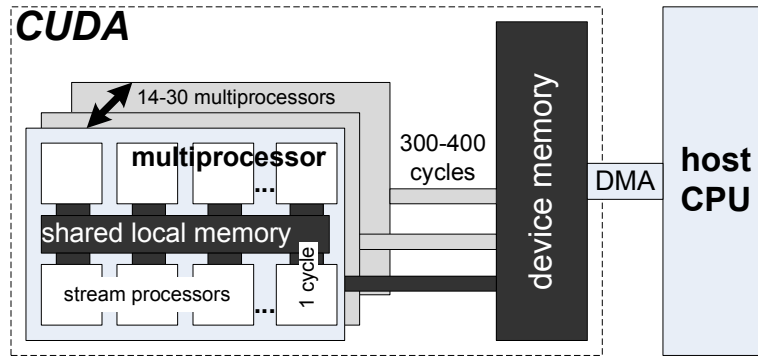 CUDA
14-30 multiprocessors
multiprocessor
...
shared local memory
1 cycle
stream processors
...
300-400
cycles
device memory
DMA
host
CPU